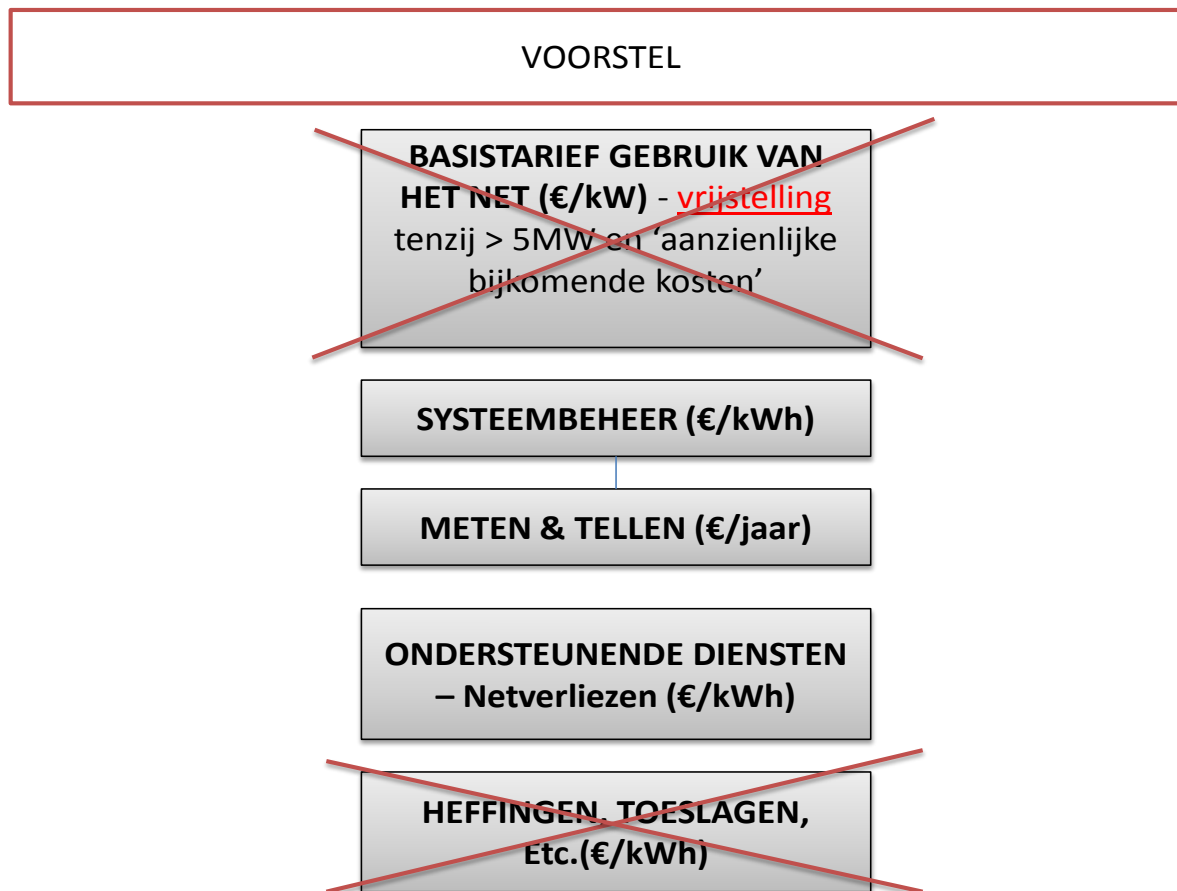 VOORSTEL
BASISTARIEF GEBRUIK VAN
HET NET (€/kW) - vrijstelling
tenzij > 5MW en ‘aanzienlijke
bijkomende kosten’
SYSTEEMBEHEER (€/kWh)
METEN & TELLEN (€/jaar)
ONDERSTEUNENDE DIENSTEN
– Netverliezen (€/kWh)
HEFFINGEN, TOESLAGEN,
Etc.(€/kWh)